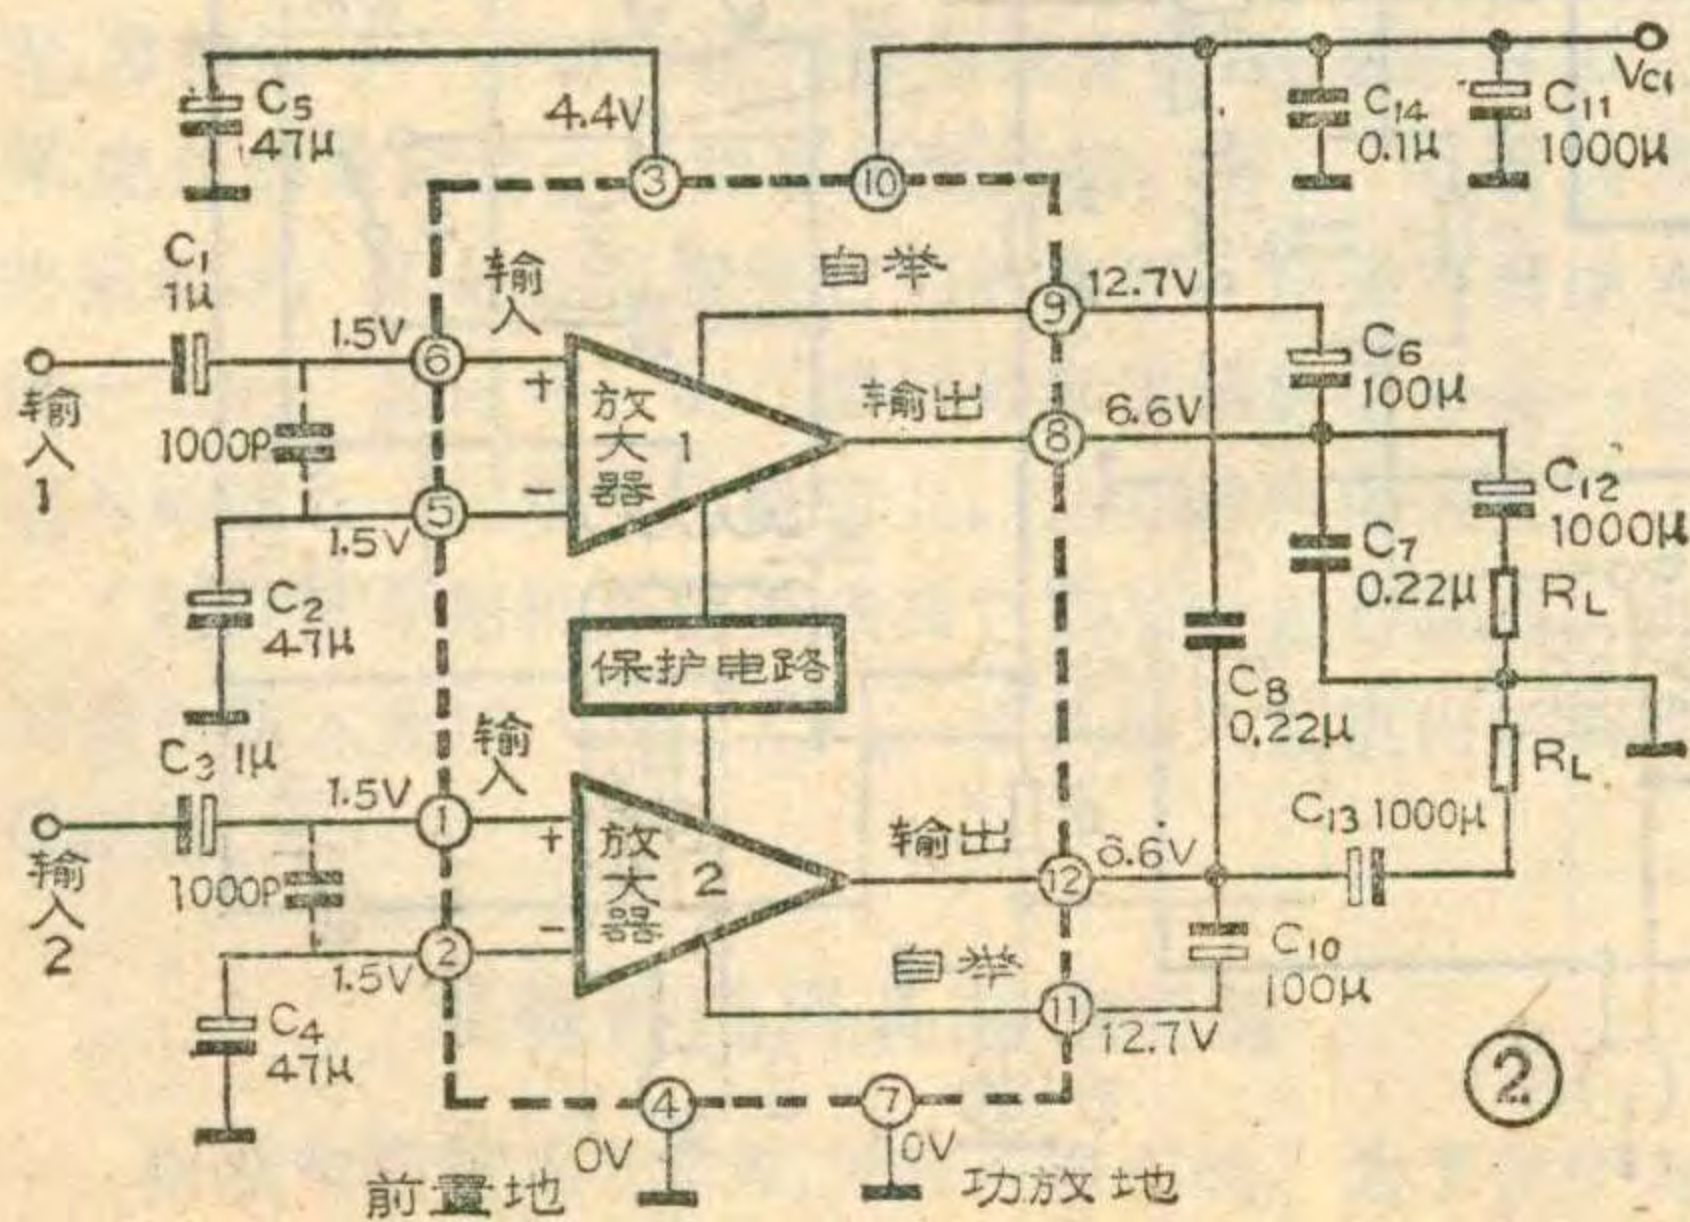 C5
47μ
4.4V
③
⑩
C14
0.1μ
C11
1000μ
C1
1μ
输入1
1000P
1.5V
⑥
输入
+
放大器1
自举
⑨
12.7V
C6
100μ
输出
⑧
6.6V
⑤
1.5V
−
C2
47μ
C7
0.22μ
C12
1000μ
RL
保护电路
C8
0.22μ
RL
C3 1μ
输入2
1000P
1.5V
①
输入
+
放大器2
输出
⑫
C13 1000μ
②
1.5V
−
自举
⑪
12.7V
C10
100μ
C4
47μ
④
0V
前置地
⑦
0V
功放地
②